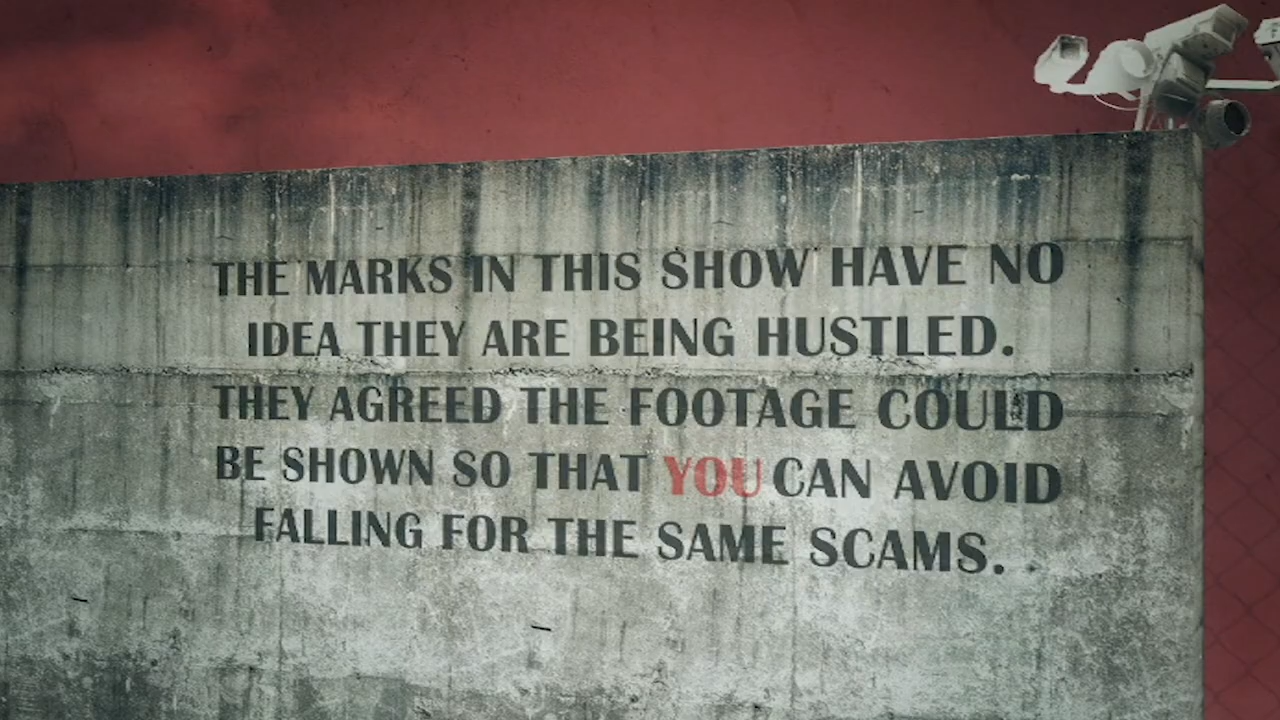 THE MARKS IN THIS SHOW HAVE NO
IDEA THEY ARE BEING HUSTLED.
THEY AGREED THE FOOTAGE COULD
BE SHOWN SO THAT YOU CAN AVOID
FALLING FOR THE SAME SCAMS.